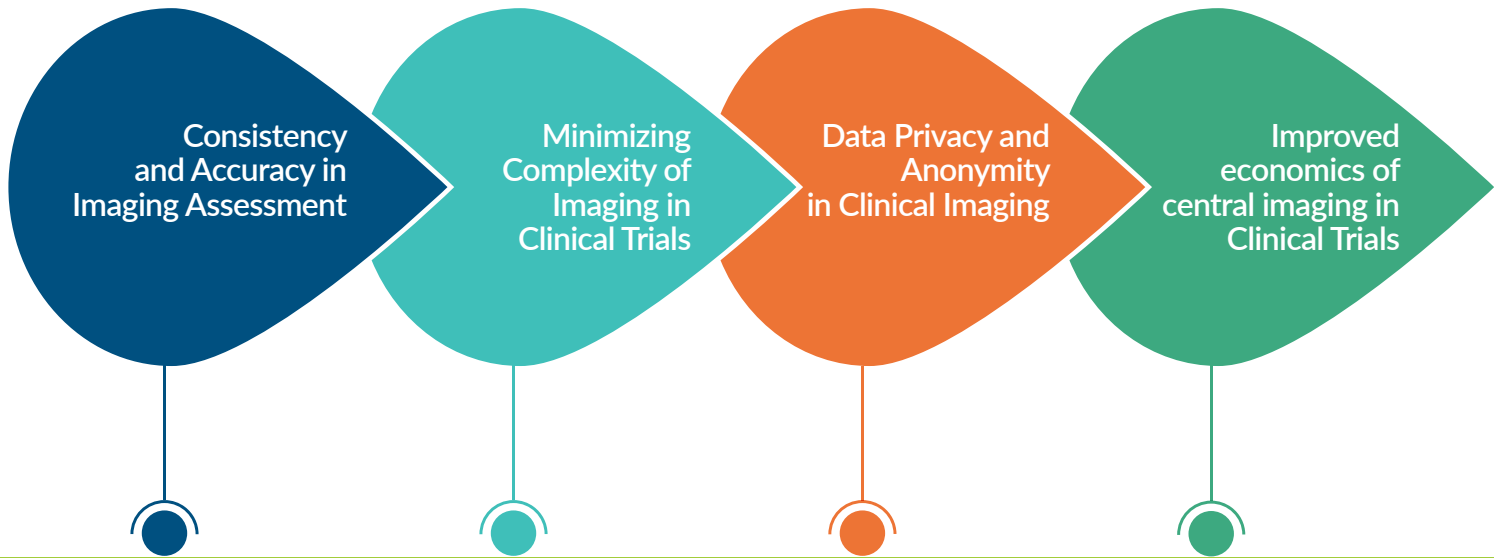 Consistency
and Accuracy in
Imaging Assessment
Minimizing
Complexity of
Imaging in
Clinical Trials
Data Privacy and
Anonymity
in Clinical Imaging
Improved
economics of
central imaging in
Clinical Trials